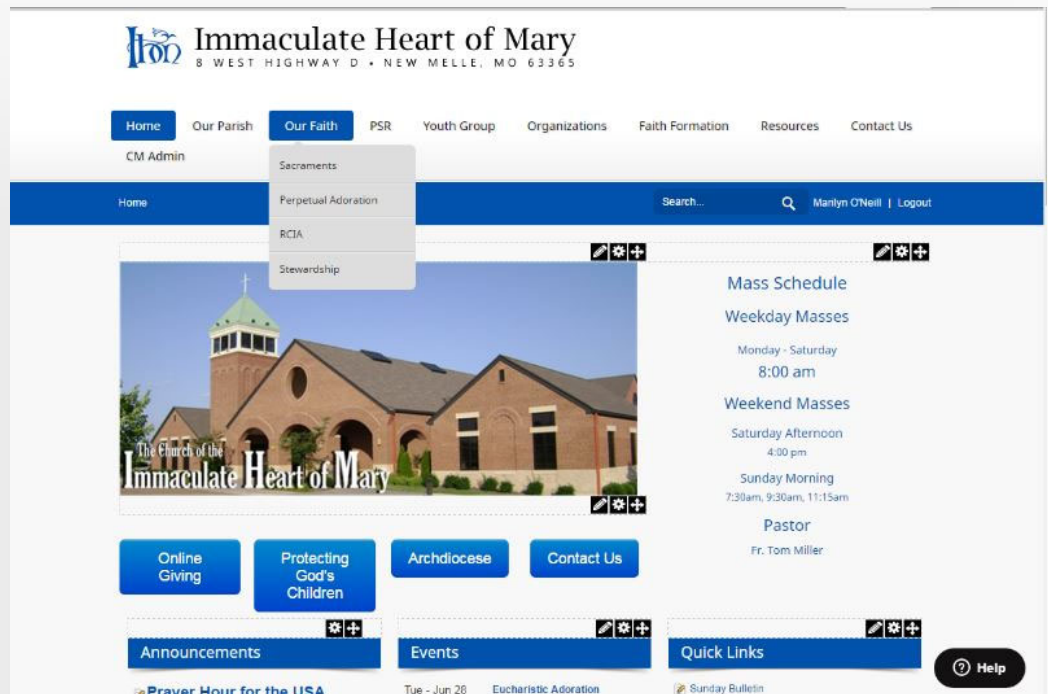 ihom Immaculate Heart of Mary
8 WEST HIGHWAY D • NEW MELLE, MO 63365
Home Our Parish Our Faith PSR Youth Group Organizations Faith Formation Resources Contact Us
CM Admin
Sacraments
Perpetual Adoration
RCIA
Stewardship
Home Search... Marilyn O'Neill | Logout
The Church of the
Immaculate Heart of Mary
Mass Schedule
Weekday Masses
Monday - Saturday
8:00 am
Weekend Masses
Saturday Afternoon
4:00 pm
Sunday Morning
7:30am, 9:30am, 11:15am
Pastor
Fr. Tom Miller
Online
Giving
Protecting
God's
Children
Archdiocese
Contact Us
Announcements
Prayer Hour for the USA
Events
Tue - Jun 28 Eucharistic Adoration
Quick Links
Sunday Bulletin
Help